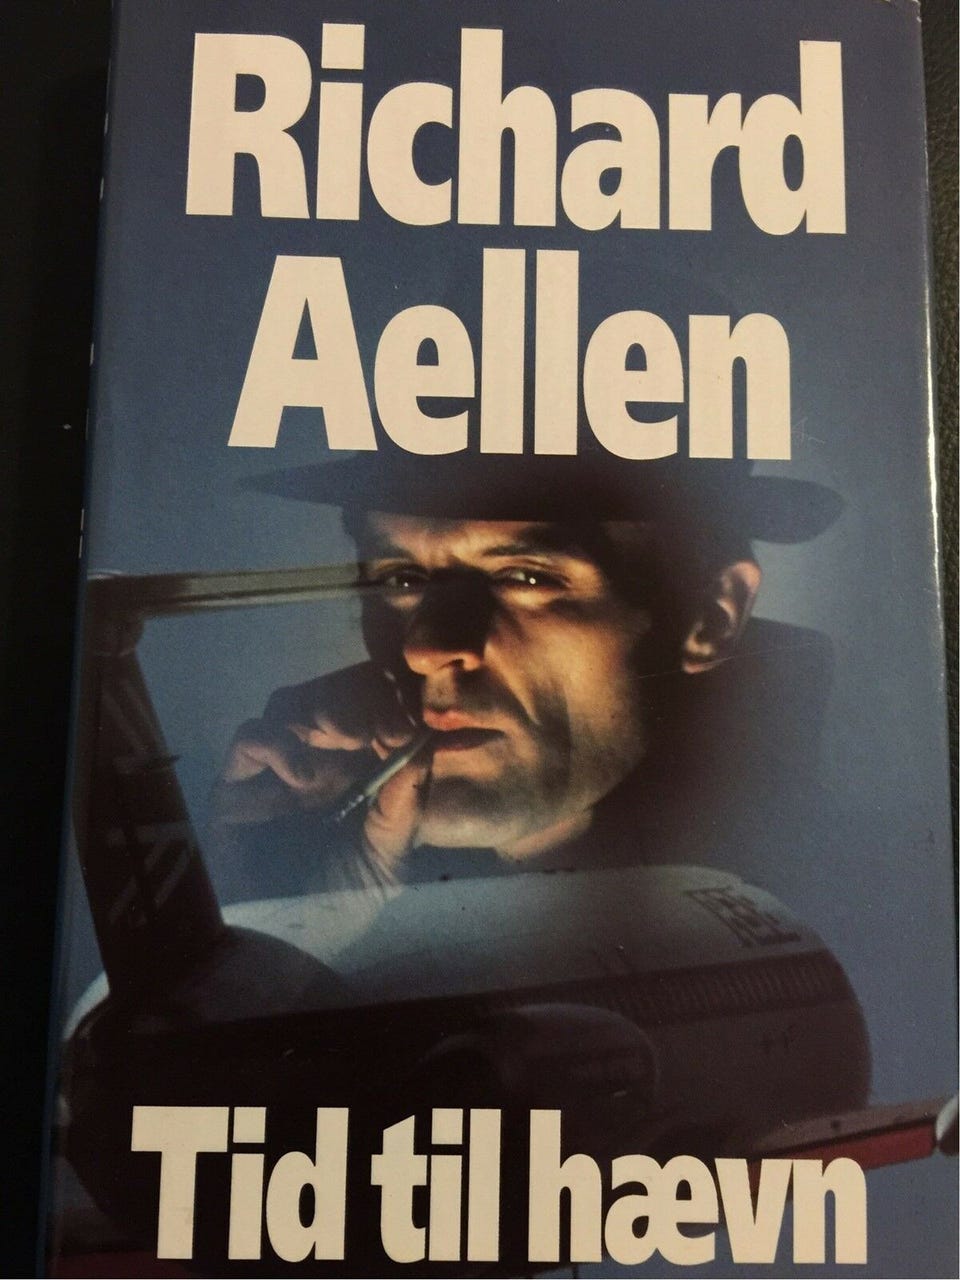 Richard
Aellen
Tid til hævn